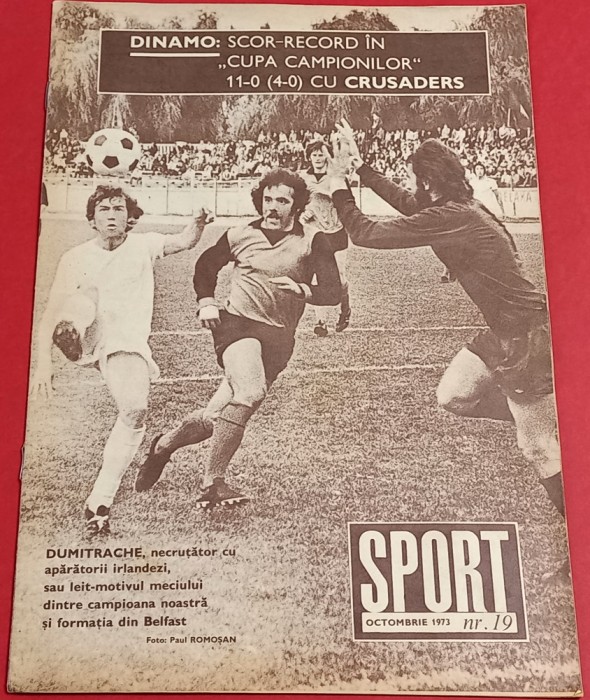 DINAMO: SCOR-RECORD ÎN
„CUPA CAMPIONILOR“
11-0 (4-0) CU CRUSADERS
DUMITRACHE, necruțător cu
apărătorii irlandezi,
sau leit-motivul meciului
dintre campioana noastră
și formația din Belfast
Foto: Paul ROMOȘAN
SPORT
OCTOMBRIE 1973 nr. 19